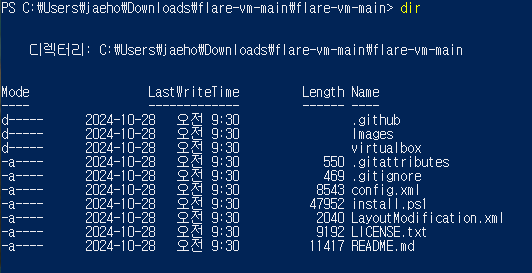 PS C:₩Users₩jaeho₩Downloads₩flare-vm-main₩flare-vm-main> dir
디렉터리: C:₩Users₩jaeho₩Downloads₩flare-vm-main₩flare-vm-main
Mode LastWriteTime Length Name
---- ------------- ------ ----
d----- 2024-10-28 오전 9:30 .github
d----- 2024-10-28 오전 9:30 Images
d----- 2024-10-28 오전 9:30 virtualbox
-a---- 2024-10-28 오전 9:30 550 .gitattributes
-a---- 2024-10-28 오전 9:30 469 .gitignore
-a---- 2024-10-28 오전 9:30 8543 config.xml
-a---- 2024-10-28 오전 9:30 47952 install.ps1
-a---- 2024-10-28 오전 9:30 2040 LayoutModification.xml
-a---- 2024-10-28 오전 9:30 9192 LICENSE.txt
-a---- 2024-10-28 오전 9:30 11417 README.md